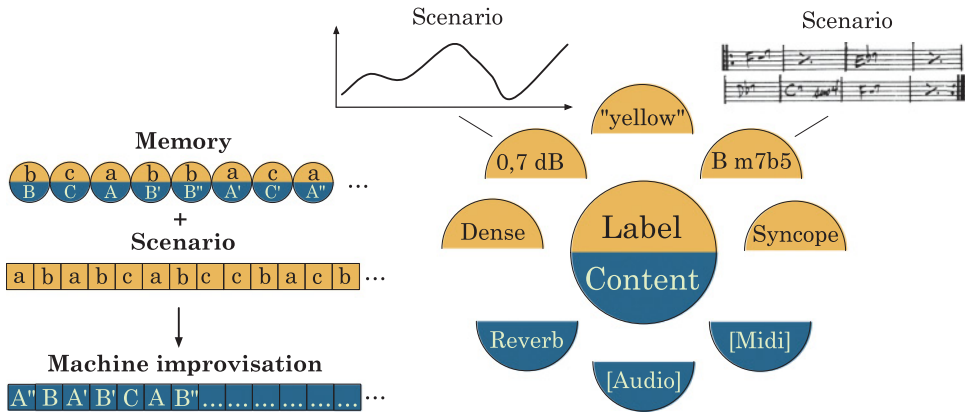 Scenario
Scenario
Memory
b c a b b a c a
B C A B' B" A' C' A" ...
+
Scenario
a b a b c a b c c b a c b ...
Machine improvisation
A" B A' B' C A B" ... ... ... ... ... ... ...
"yellow"
0,7 dB
B m7b5
Dense
Syncope
Label
Content
Reverb
[Midi]
[Audio]